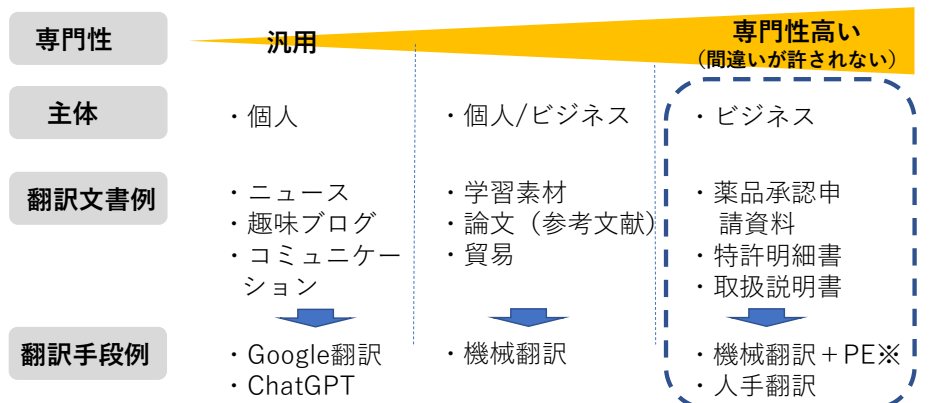 専門性
汎用
専門性高い
(間違いが許されない)
主体
・個人
・個人/ビジネス
・ビジネス
翻訳文書例
・ニュース
・趣味ブログ
・コミュニケー
ション
・学習素材
・論文（参考文献）
・貿易
・薬品承認申
請資料
・特許明細書
・取扱説明書
翻訳手段例
・Google翻訳
・ChatGPT
・機械翻訳
・機械翻訳＋PE※
・人手翻訳